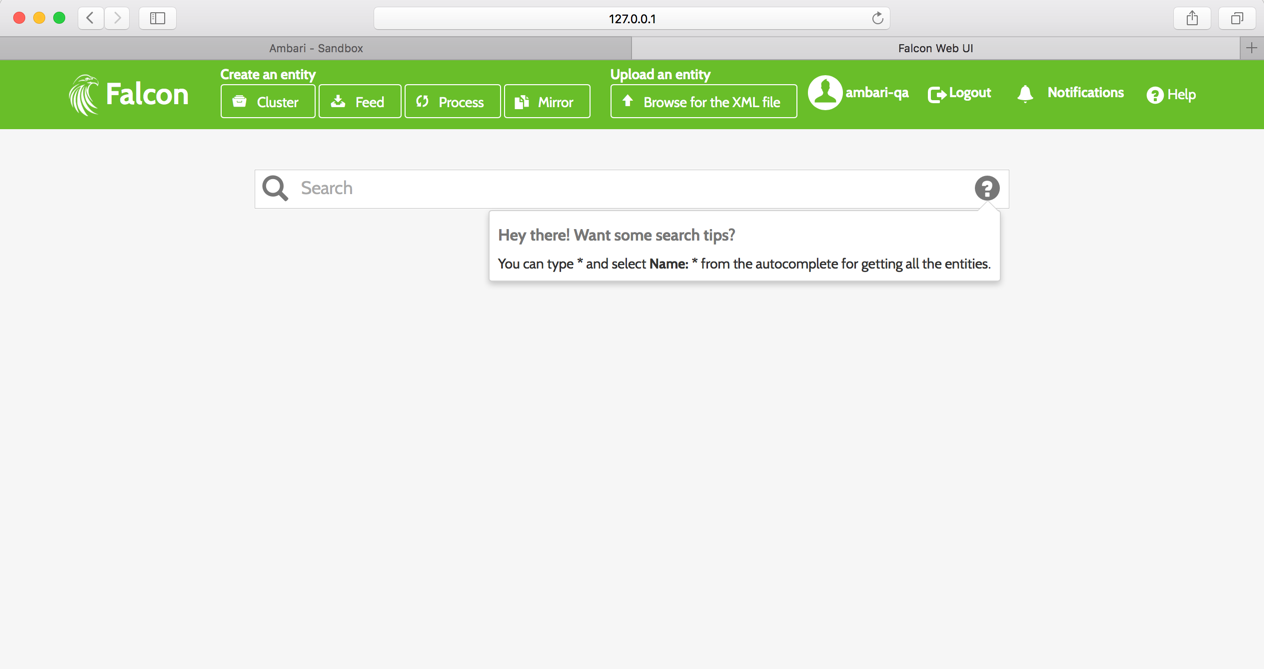 127.0.0.1
Ambari - Sandbox
Falcon Web UI
Falcon
Create an entity
Cluster
Feed
Process
Mirror
Upload an entity
Browse for the XML file
ambari-qa
Logout
Notifications
? Help
Search
?
Hey there! Want some search tips?
You can type * and select Name: * from the autocomplete for getting all the entities.